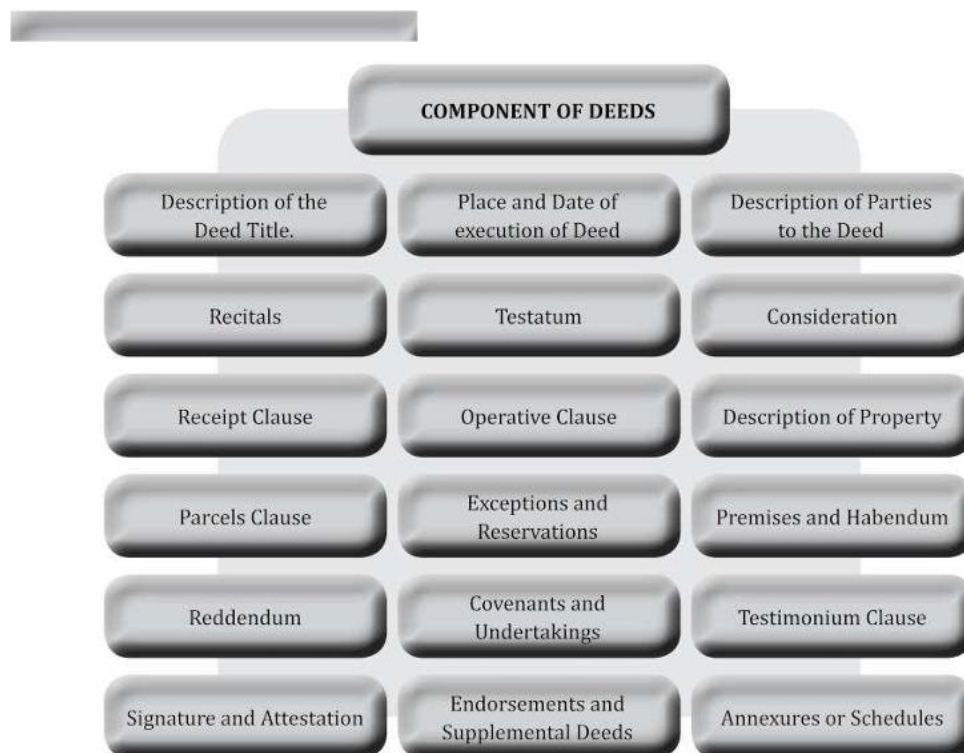 COMPONENT OF DEEDS
Description of the
Deed Title.
Place and Date of
execution of Deed
Description of Parties
to the Deed
Recitals
Testatum
Consideration
Receipt Clause
Operative Clause
Description of Property
Parcels Clause
Exceptions and
Reservations
Premises and Habendum
Reddendum
Covenants and
Undertakings
Testimonium Clause
Signature and Attestation
Endorsements and
Supplemental Deeds
Annexures or Schedules